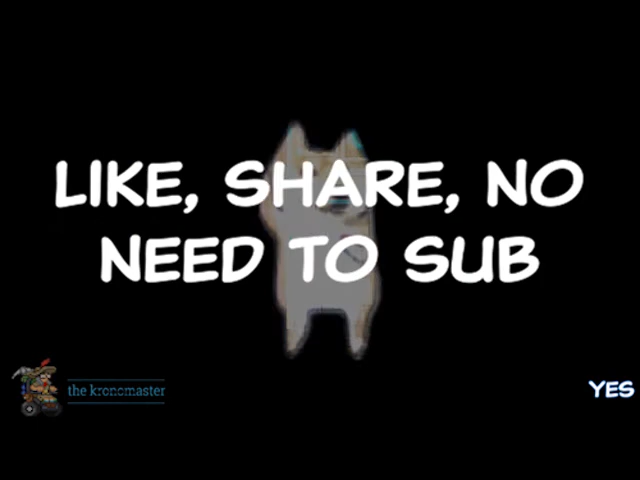 LIKE, SHARE, NO
NEED TO SUB
the kronomaster
YES